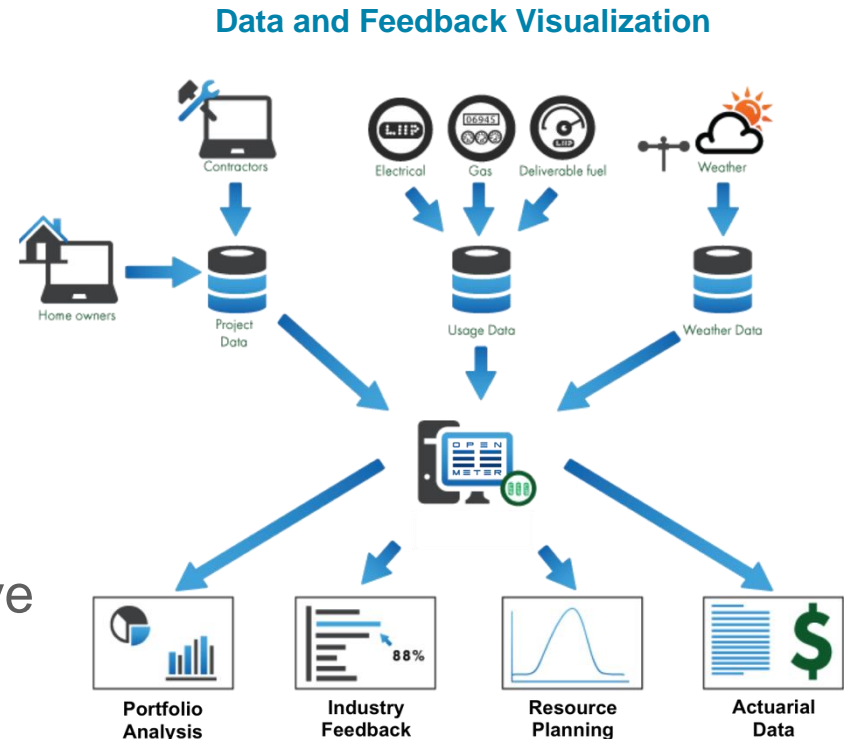 Data and Feedback Visualization
Contractors
Electrical
06945
Gas
Deliverable fuel
Weather
Home owners
Project
Data
Usage Data
Weather Data
OPEN
METER
ve
88%
$
Portfolio
Analysis
Industry
Feedback
Resource
Planning
Actuarial
Data